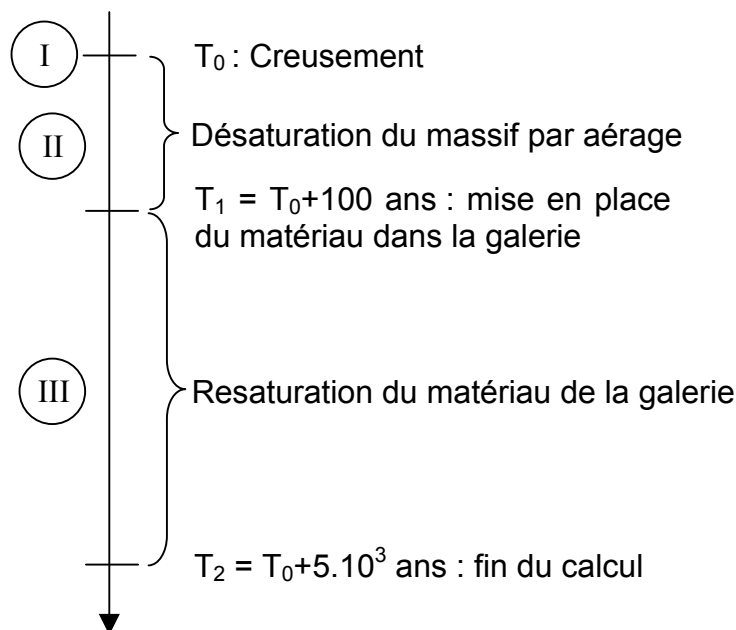 I
T₀ : Creusement
II
Désaturation du massif par aérage
T₁ = T₀+100 ans : mise en place
du matériau dans la galerie
III
Resaturation du matériau de la galerie
T₂ = T₀+5.10³ ans : fin du calcul